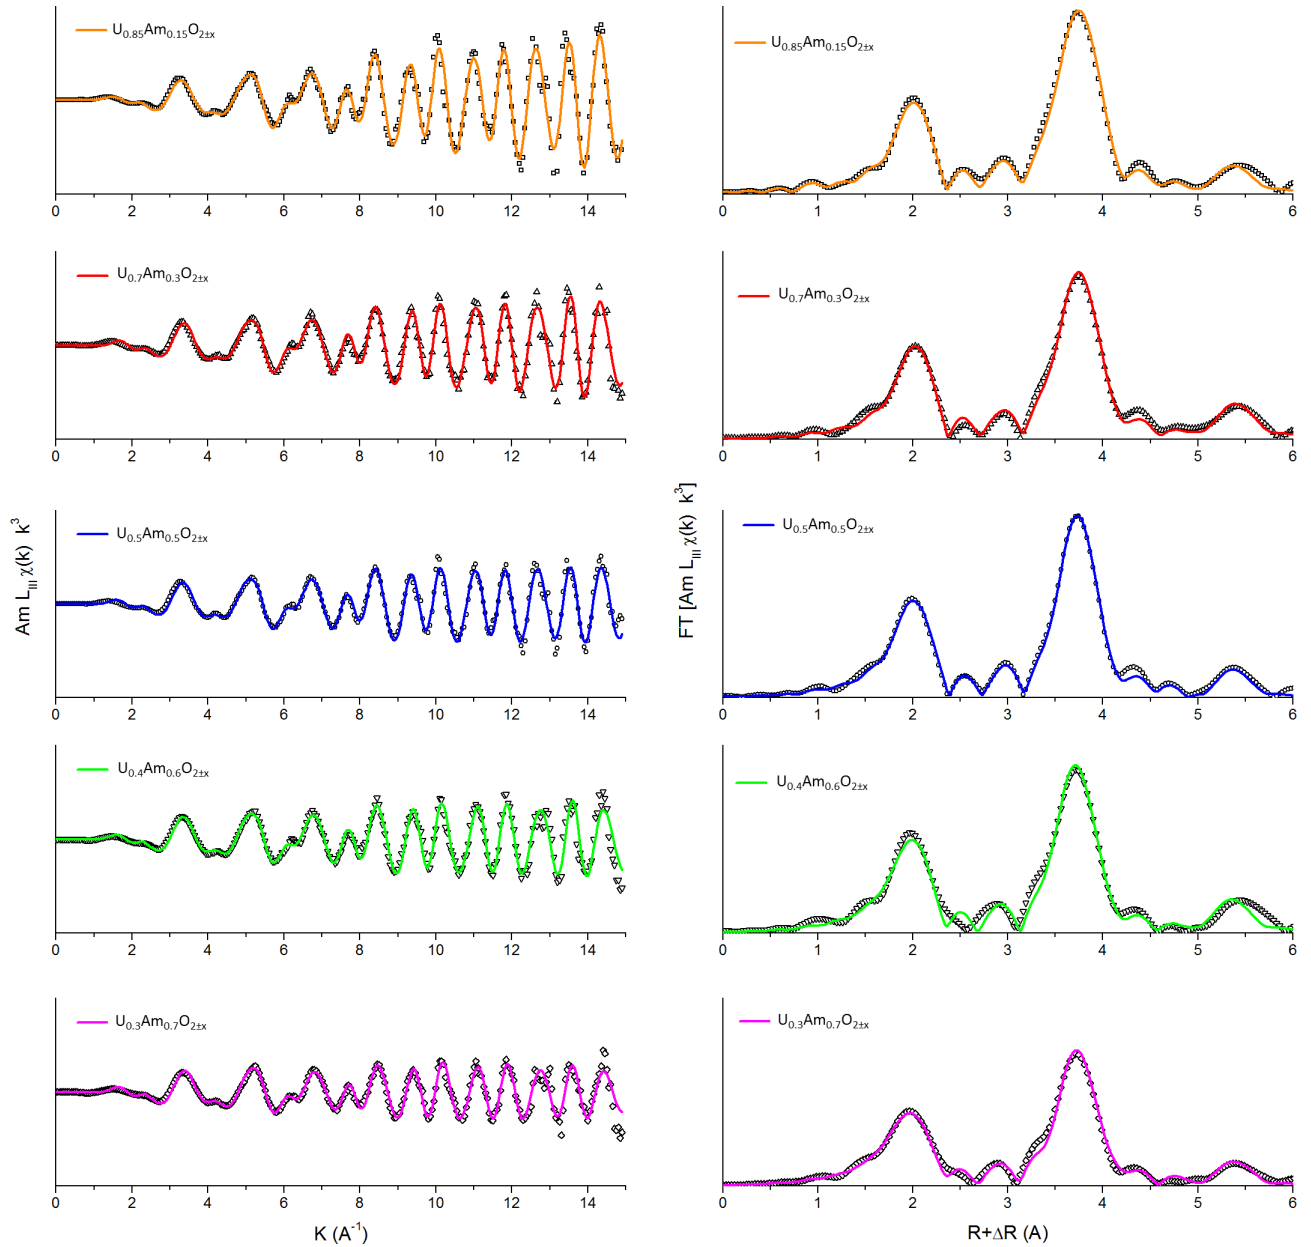 U0.85Am0.15O2±x
0 2 4 6 8 10 12 14
U0.85Am0.15O2±x
0 1 2 3 4 5 6
U0.7Am0.3O2±x
0 2 4 6 8 10 12 14
U0.7Am0.3O2±x
0 1 2 3 4 5 6
Am LIII χ(k) k3
U0.5Am0.5O2±x
0 2 4 6 8 10 12 14
FT [Am LIII χ(k) k3]
U0.5Am0.5O2±x
0 1 2 3 4 5 6
U0.4Am0.6O2±x
0 2 4 6 8 10 12 14
U0.4Am0.6O2±x
0 1 2 3 4 5 6
U0.3Am0.7O2±x
0 2 4 6 8 10 12 14
K (A-1)
U0.3Am0.7O2±x
0 1 2 3 4 5 6
R+ΔR (A)